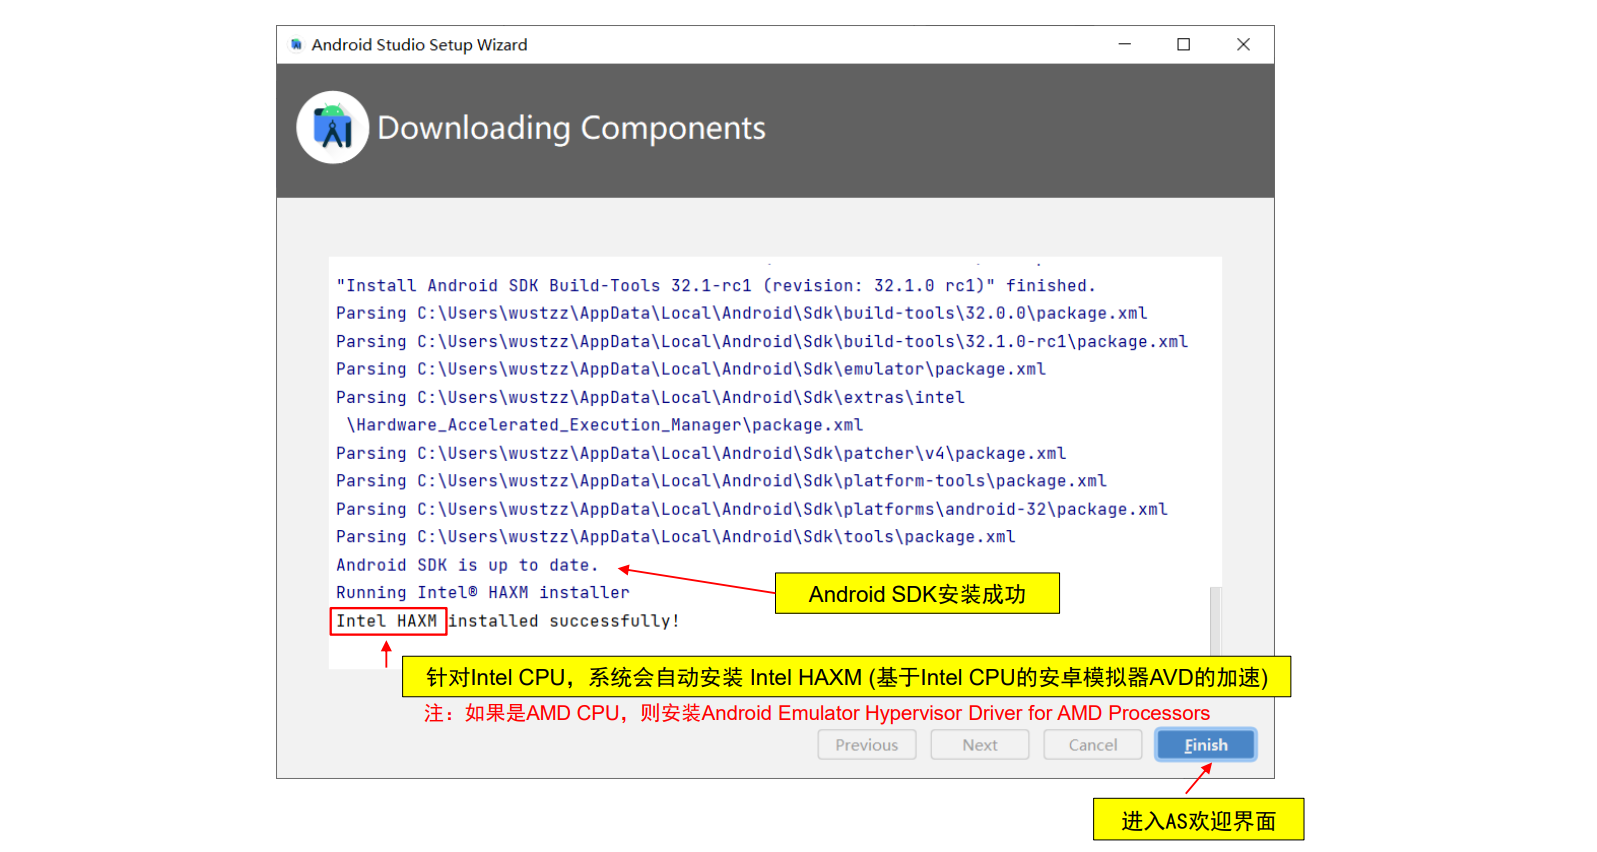 Android Studio Setup Wizard
Downloading Components
"Install Android SDK Build-Tools 32.1-rc1 (revision: 32.1.0 rc1)" finished.
Parsing C:\Users\wustzz\AppData\Local\Android\Sdk\build-tools\32.0.0\package.xml
Parsing C:\Users\wustzz\AppData\Local\Android\Sdk\build-tools\32.1.0-rc1\package.xml
Parsing C:\Users\wustzz\AppData\Local\Android\Sdk\emulator\package.xml
Parsing C:\Users\wustzz\AppData\Local\Android\Sdk\extras\intel
\Hardware_Accelerated_Execution_Manager\package.xml
Parsing C:\Users\wustzz\AppData\Local\Android\Sdk\patcher\v4\package.xml
Parsing C:\Users\wustzz\AppData\Local\Android\Sdk\platform-tools\package.xml
Parsing C:\Users\wustzz\AppData\Local\Android\Sdk\platforms\android-32\package.xml
Parsing C:\Users\wustzz\AppData\Local\Android\Sdk\tools\package.xml
Android SDK is up to date.
Android SDK安装成功
Running Intel® HAXM installer
Intel HAXM installed successfully!
针对Intel CPU，系统会自动安装 Intel HAXM (基于Intel CPU的安卓模拟器AVD的加速)
注：如果是AMD CPU，则安装Android Emulator Hypervisor Driver for AMD Processors
Previous
Next
Cancel
Finish
进入AS欢迎界面